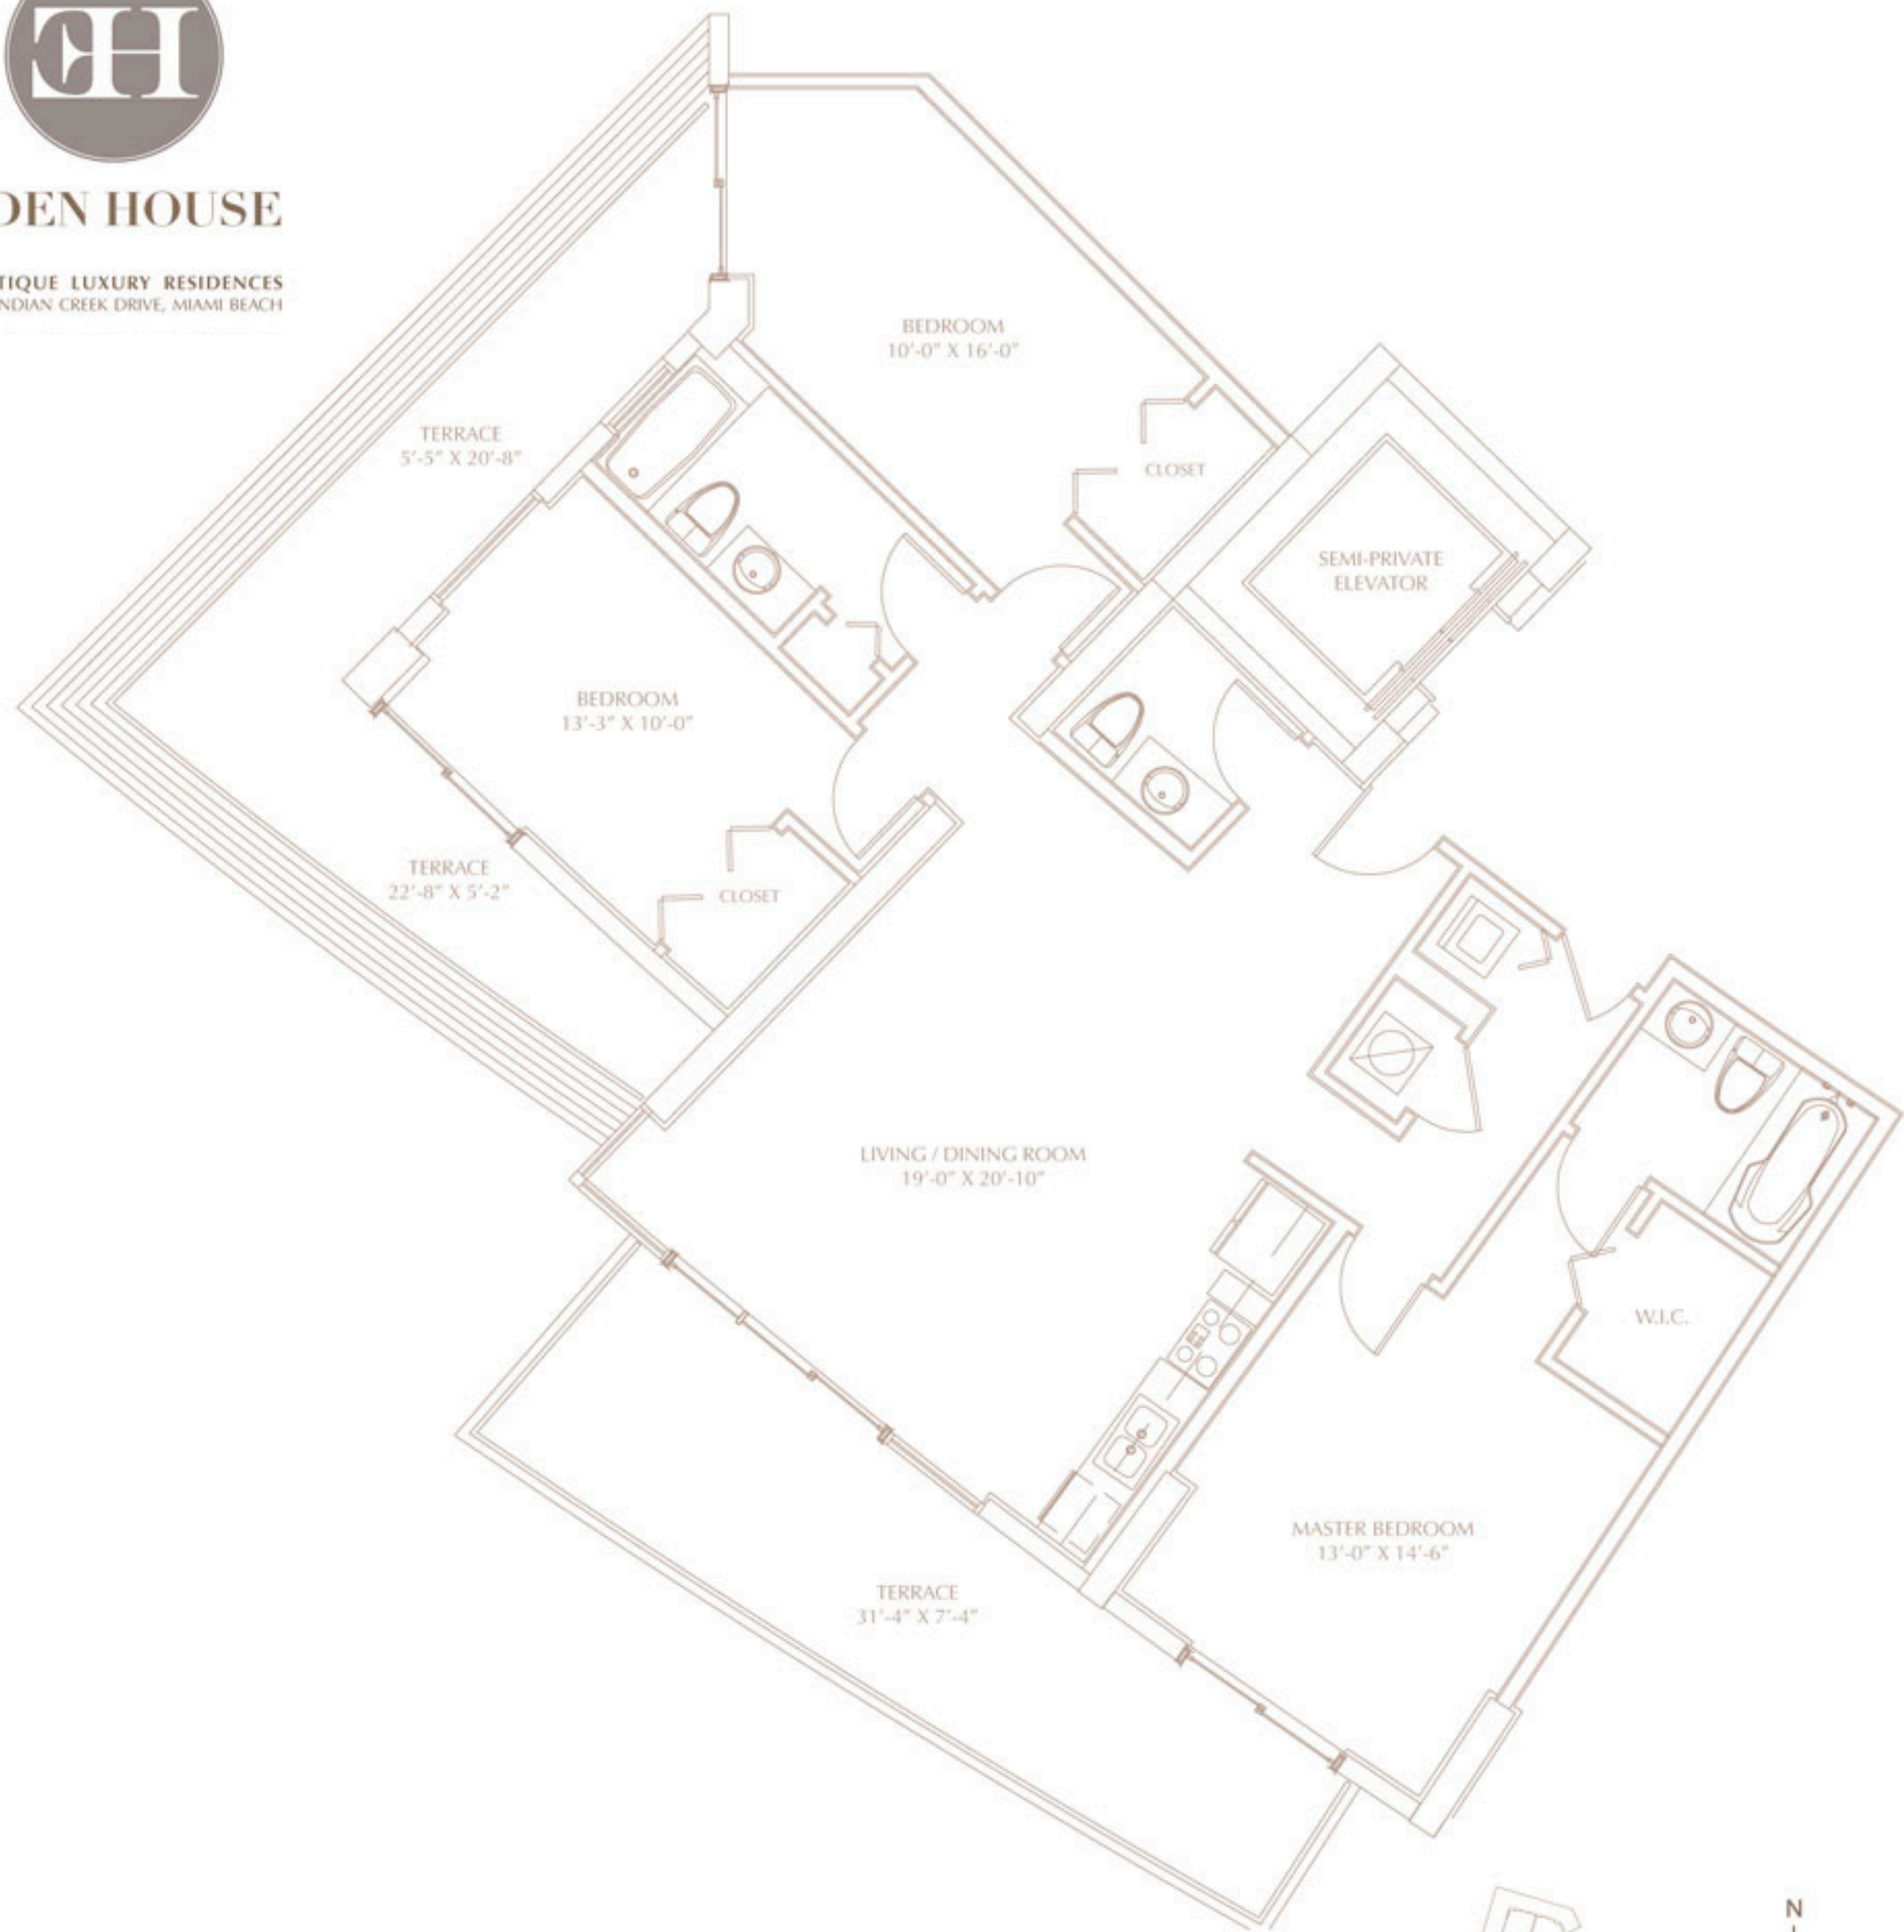 EH
DEN HOUSE
TIQUE LUXURY RESIDENCES
NDIAN CREEK DRIVE, MIAMI BEACH
BEDROOM
10'-0" X 16'-0"
TERRACE
5'-5" X 20'-8"
CLOSET
SEMI-PRIVATE
ELEVATOR
BEDROOM
13'-3" X 10'-0"
TERRACE
22'-8" X 5'-2"
CLOSET
LIVING / DINING ROOM
19'-0" X 20'-10"
W.I.C.
MASTER BEDROOM
13'-0" X 14'-6"
TERRACE
31'-4" X 7'-4"
N